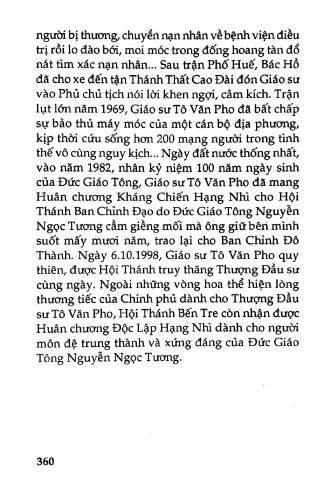 người bị thương, chuyển nạn nhân về bệnh viện điều
trị rồi lo đào bới, moi móc trong đống hoang tàn đổ
nát tìm xác nạn nhân... Sau trận Phố Huế, Bác Hồ
đã cho xe đến tận Thánh Thất Cao Đài đón Giáo sư
vào Phủ chủ tịch nói lời khen ngợi, cảm kích. Trận
lụt lớn năm 1969, Giáo sư Tô Văn Pho đã bất chấp
sự bảo thủ máy móc của một cán bộ địa phương,
kịp thời cứu sống hơn 200 mạng người trong tình
thế vô cùng nguy kịch... Ngày đất nước thống nhất,
vào năm 1982, nhân kỷ niệm 100 năm ngày sinh
của Đức Giáo Tông, Giáo sư Tô Văn Pho đã mang
Huân chương Kháng Chiến Hạng Nhì cho Hội
Thánh Ban Chỉnh Đạo do Đức Giáo Tông Nguyễn
Ngọc Tương cầm giềng mối mà ông giữ bên mình
suốt mấy mươi năm, trao lại cho Ban Chỉnh Đô
Thành. Ngày 6.10.1998, Giáo sư Tô Văn Pho quy
thiên, được Hội Thánh truy thăng Thượng Đầu sư
cùng ngày. Ngoài những vòng hoa thể hiện lòng
thương tiếc của Chính phủ dành cho Thượng Đầu
sư Tô Văn Pho, Hội Thánh Bến Tre còn nhận được
Huân chương Độc Lập Hạng Nhì dành cho người
môn đệ trung thành và xứng đáng của Đức Giáo
Tông Nguyễn Ngọc Tương.
360